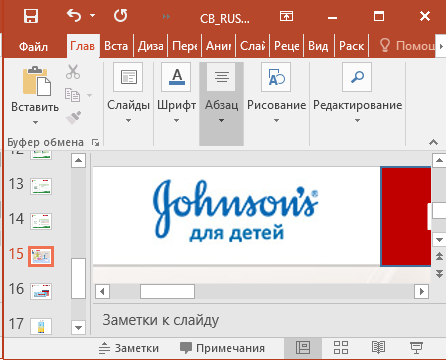 CB_RUS...
Файл
Глав
Вста
Диза
Пере
Аним
Слай
Реце
Вид
Раск
Помощ
Вставить
Слайды
Шрифт
Абзац
Рисование
Редактирование
Буфер обмена
12
13
14
15
16
17
Johnson's®
для детей
Заметки к слайду
Заметки
Примечания